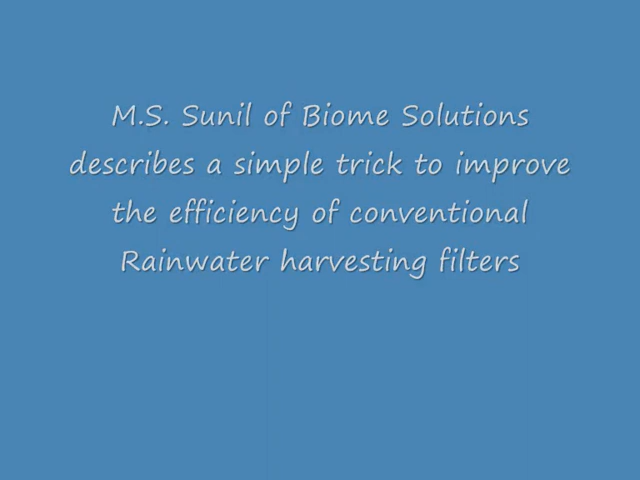 M.S. Sunil of Biome Solutions
describes a simple trick to improve
the efficiency of conventional
Rainwater harvesting filters